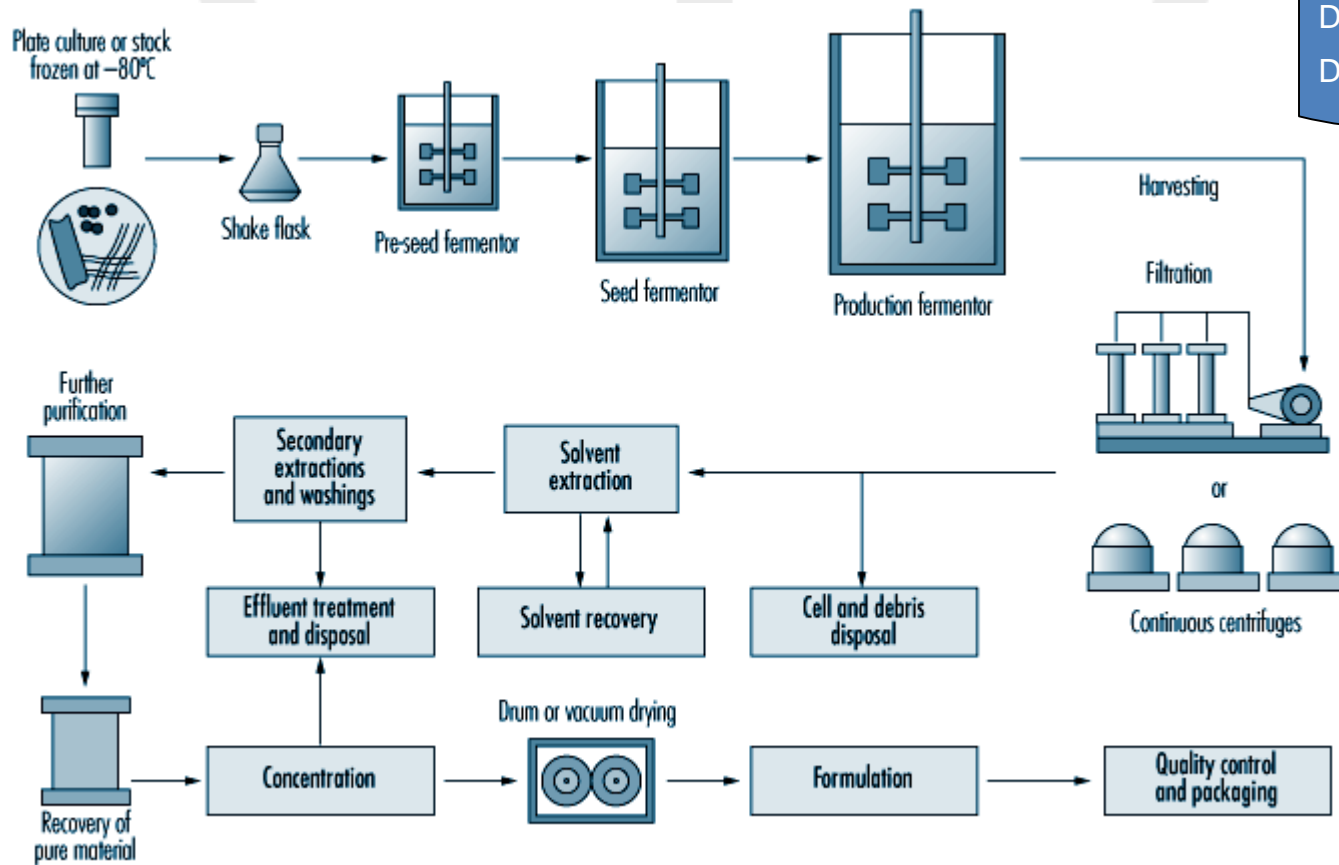 D
D
Plate culture or stock
frozen at –80ºC
Shake flask
Pre-seed fermentor
Seed fermentor
Production fermentor
Harvesting
Filtration
or
Continuous centrifuges
Further
purification
Secondary
extractions
and washings
Solvent
extraction
Effluent treatment
and disposal
Solvent recovery
Cell and debris
disposal
Recovery of
pure material
Concentration
Drum or vacuum drying
Formulation
Quality control
and packaging